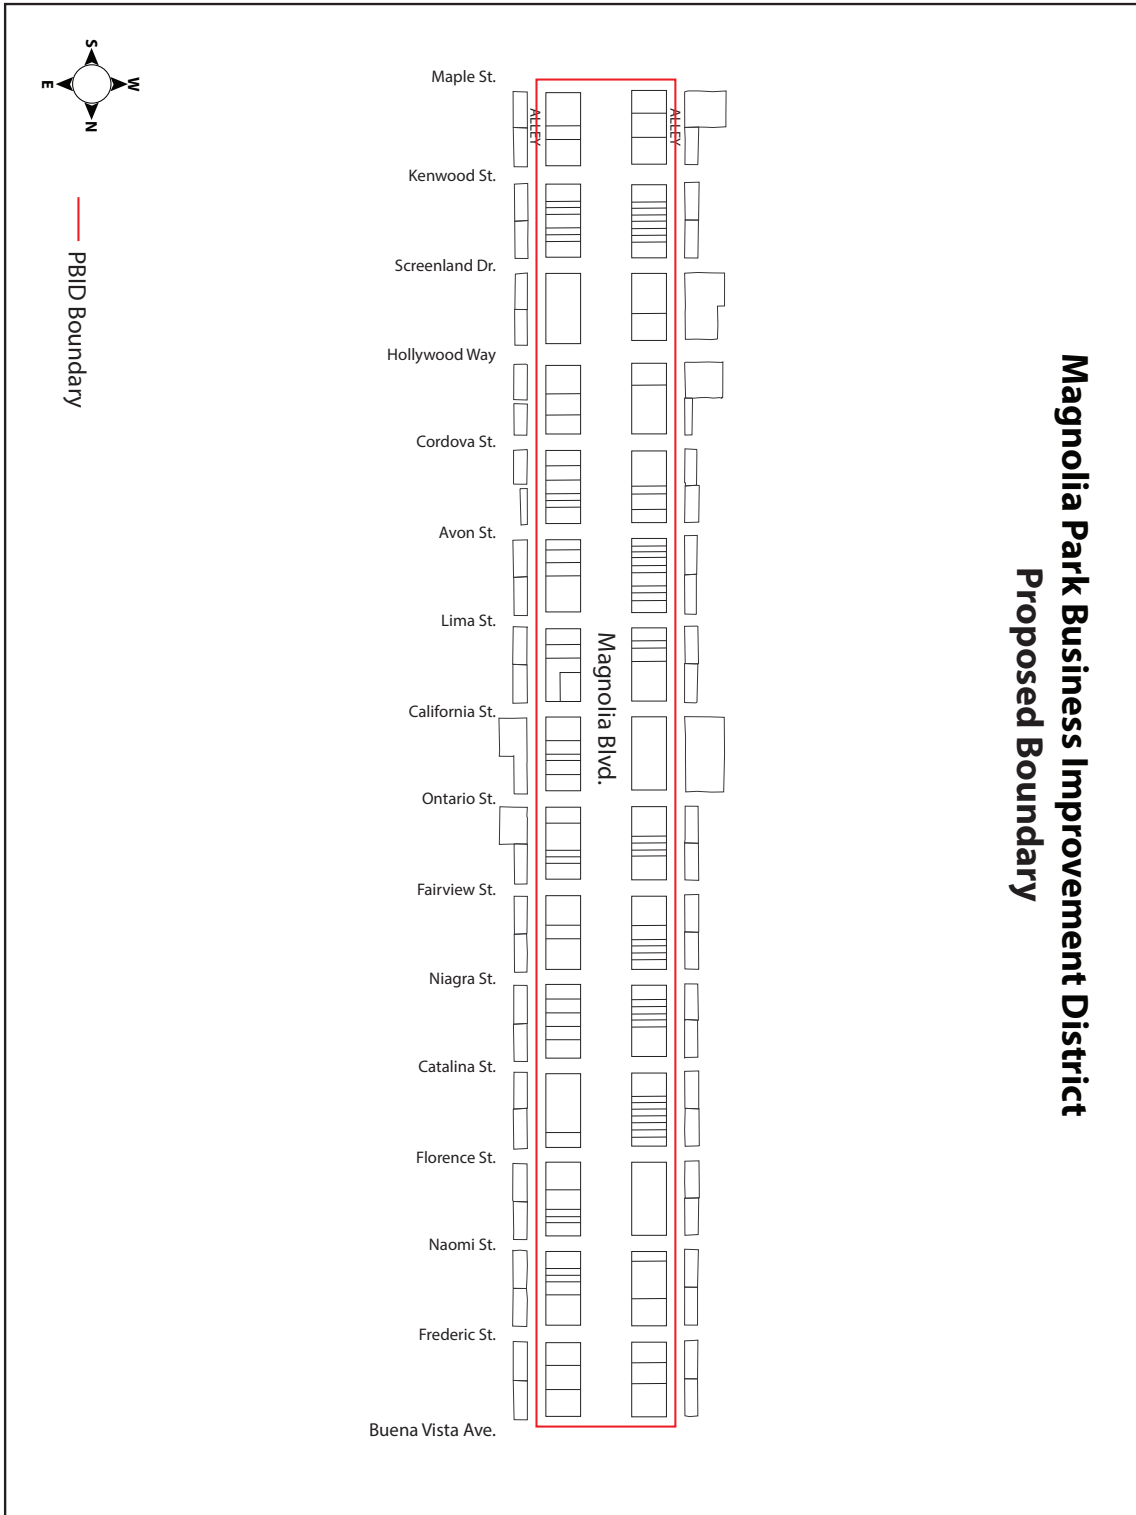 Magnolia Park Business Improvement District
Proposed Boundary
S
W
E
N
PBID Boundary
Maple St.
ALLEY
ALLEY
Kenwood St.
Screenland Dr.
Hollywood Way
Cordova St.
Avon St.
Lima St.
Magnolia Blvd.
California St.
Ontario St.
Fairview St.
Niagra St.
Catalina St.
Florence St.
Naomi St.
Frederic St.
Buena Vista Ave.